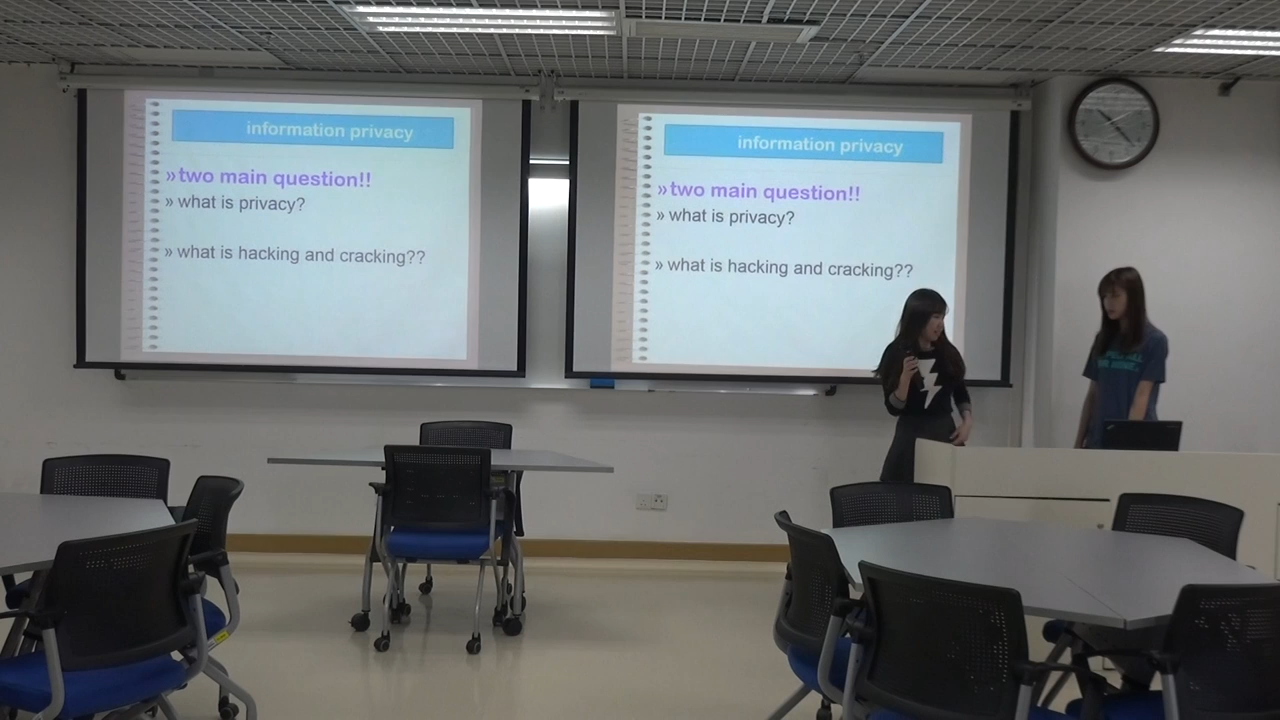 information privacy
»two main question!!
» what is privacy?
» what is hacking and cracking??
information privacy
»two main question!!
» what is privacy?
» what is hacking and cracking??